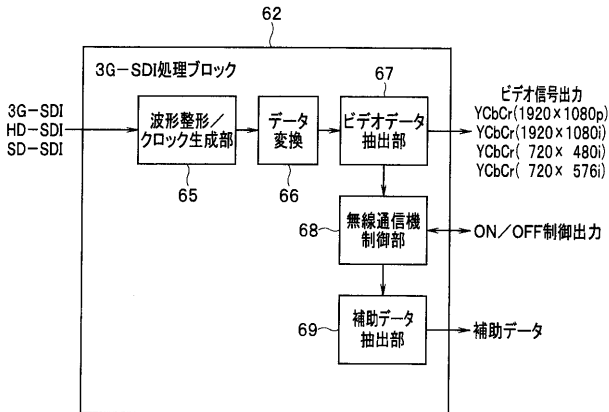 62
3G-SDI処理ブロック
67
3G-SDI
HD-SDI
SD-SDI
波形整形/
クロック生成部
65
データ
変換
66
ビデオデータ
抽出部
ビデオ信号出力
YCbCr(1920×1080p)
YCbCr(1920×1080i)
YCbCr( 720× 480i)
YCbCr( 720× 576i)
68
無線通信機
制御部
ON/OFF制御出力
69
補助データ
抽出部
補助データ